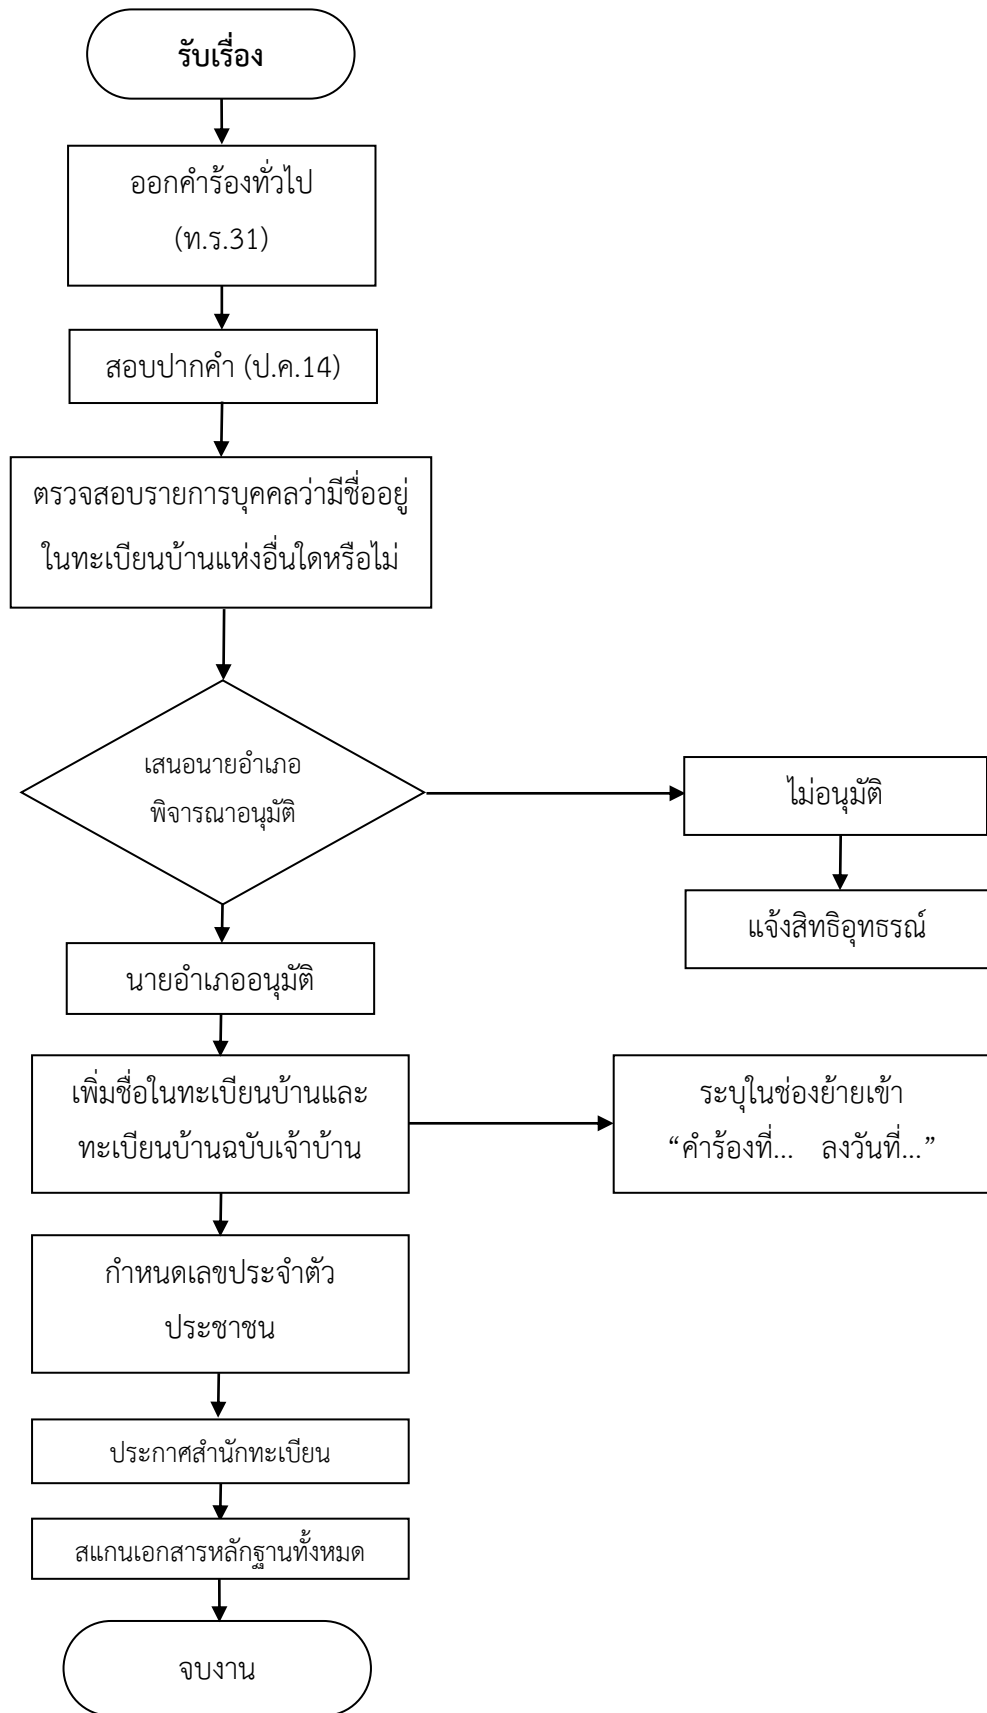 รับเรื่อง
ออกคำร้องทั่วไป
(ท.ร.31)
สอบปากคำ (ป.ค.14)
ตรวจสอบรายการบุคคลว่ามีชื่ออยู่
ในทะเบียนบ้านแห่งอื่นใดหรือไม่
เสนอนายอำเภอ
พิจารณาอนุมัติ
ไม่อนุมัติ
แจ้งสิทธิอุทธรณ์
นายอำเภออนุมัติ
เพิ่มชื่อในทะเบียนบ้านและ
ทะเบียนบ้านฉบับเจ้าบ้าน
ระบุในช่องย้ายเข้า
“คำร้องที่... ลงวันที่...”
กำหนดเลขประจำตัว
ประชาชน
ประกาศสำนักทะเบียน
สแกนเอกสารหลักฐานทั้งหมด
จบงาน